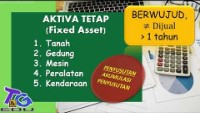 AKTIVA TETAP
(Fixed Asset)
1. Tanah
2. Gedung
3. Mesin
4. Peralatan
5. Kendaraan
BERWUJUD,
≠ Dijual
> 1 tahun
PENYUSUTAN
AKUMULASI
PENYUSUTAN
EDU